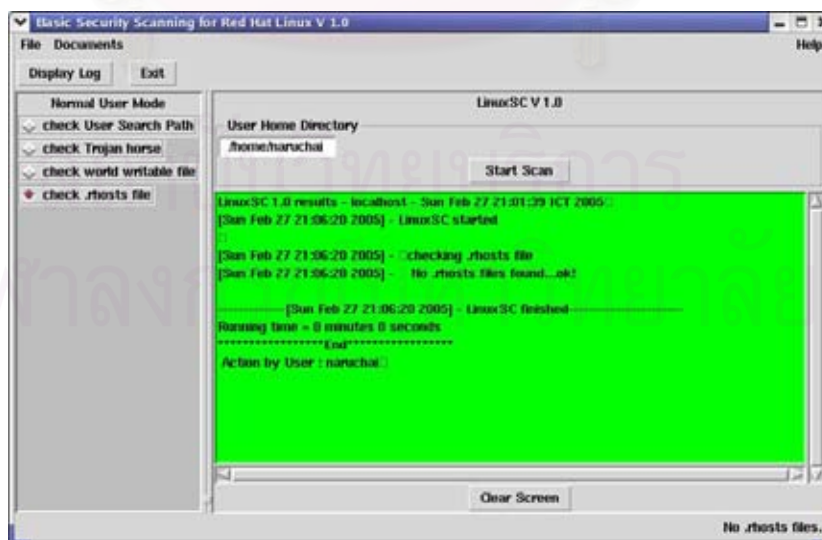 Basic Security Scanning for Red Hat Linux V 1.0
File Documents Help
Display Log Exit
Normal User Mode
check User Search Path
check Trojan horse
check world writable file
check .rhosts file
LinuxSC V 1.0
User Home Directory
/home/naruchai
Start Scan
LinuxSC 1.0 results - localhost - Sun Feb 27 21:01:39 ICT 2005
[Sun Feb 27 21:06:20 2005] - LinuxSC started
[Sun Feb 27 21:06:20 2005] - checking .rhosts file
[Sun Feb 27 21:06:20 2005] - No .rhosts files found...ok!
---------------[Sun Feb 27 21:06:20 2005] - LinuxSC finished--------------------------
Running time = 0 minutes 0 seconds
*****************End*****************
Action by User : naruchai
Clear Screen
No .rhosts files.